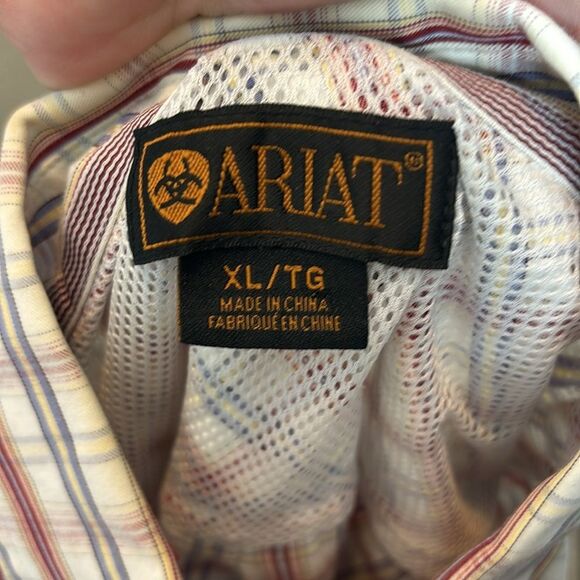 ARIAT®
XL/TG
MADE IN CHINA
FABRIQUÉ EN CHINE